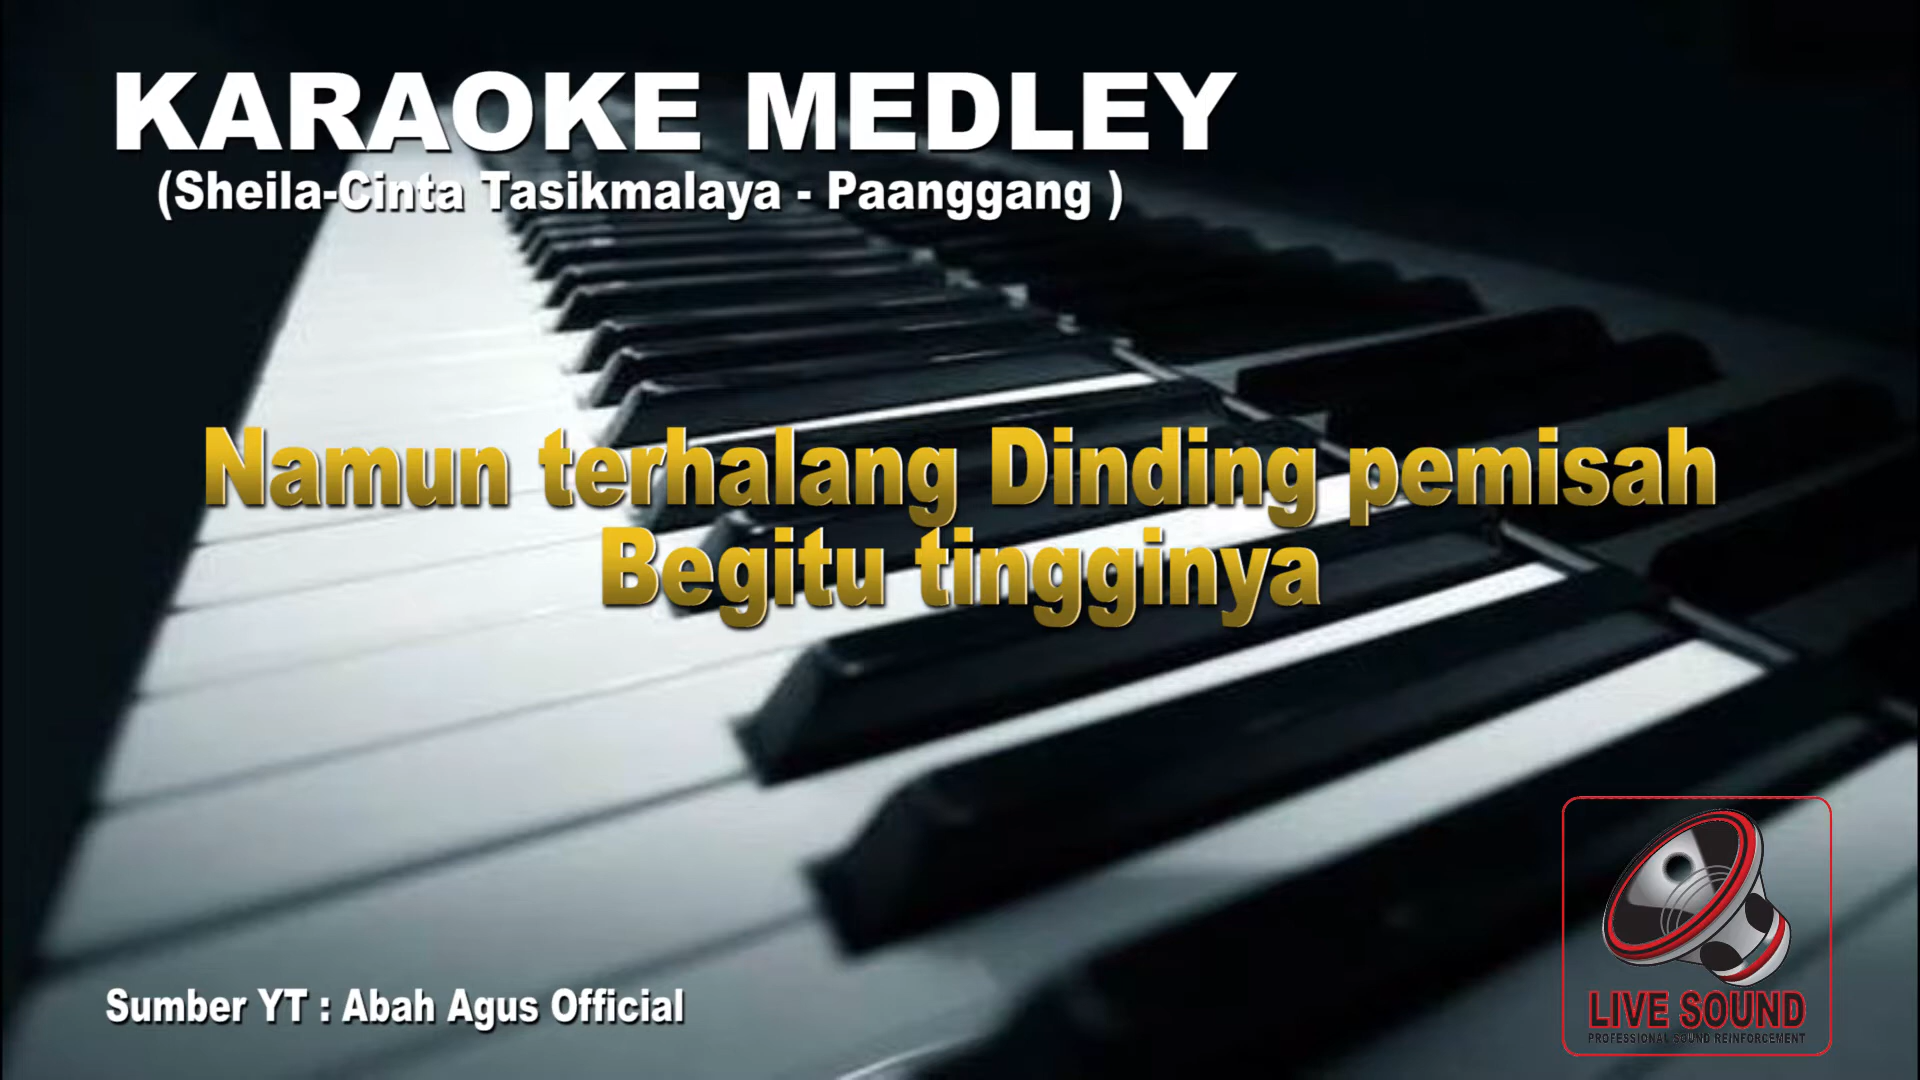 KARAOKE MEDLEY
(Sheila-Cinta Tasikmalaya - Paanggang )
Namun terhalang Dinding pemisah
Begitu tingginya
Sumber YT : Abah Agus Official
LIVE SOUND
PROFESSIONAL SOUND REINFORCEMENT